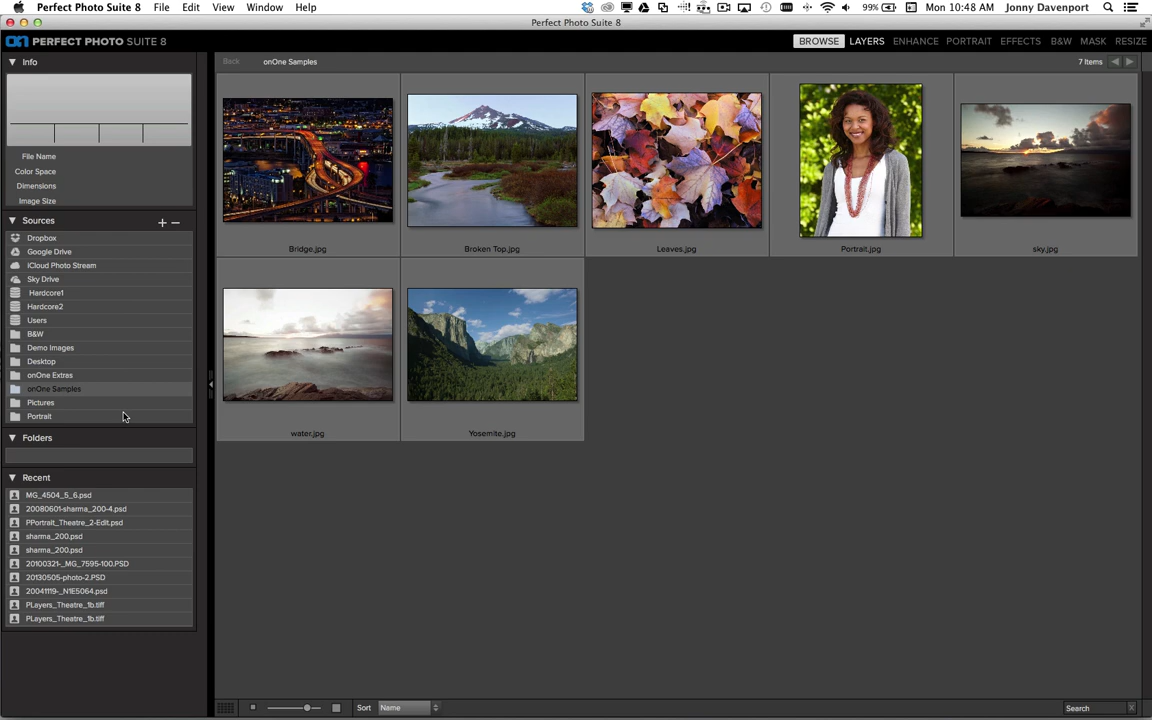 Perfect Photo Suite 8 File Edit View Window Help 99% Mon 10:48 AM Jonny Davenport
Perfect Photo Suite 8
on PERFECT PHOTO SUITE 8 BROWSE LAYERS ENHANCE PORTRAIT EFFECTS B&W MASK RESIZE
Info
File Name
Color Space
Dimensions
Image Size
Sources + −
Dropbox
Google Drive
iCloud Photo Stream
Sky Drive
Hardcore1
Hardcore2
Users
B&W
Demo Images
Desktop
onOne Extras
onOne Samples
Pictures
Portrait
Folders
Recent
MG_4504_5_6.psd
20080601-sharma_200-4.psd
PPortrait_Theatre_2-Edit.psd
sharma_200.psd
sharma_200.psd
20100321-_MG_7595-100.PSD
20130505-photo-2.PSD
20041119-_N1E5064.psd
PLayers_Theatre_1b.tiff
PLayers_Theatre_1b.tiff
Back onOne Samples 7 Items
Bridge.jpg Broken Top.jpg Leaves.jpg Portrait.jpg sky.jpg
water.jpg Yosemite.jpg
Sort Name Search